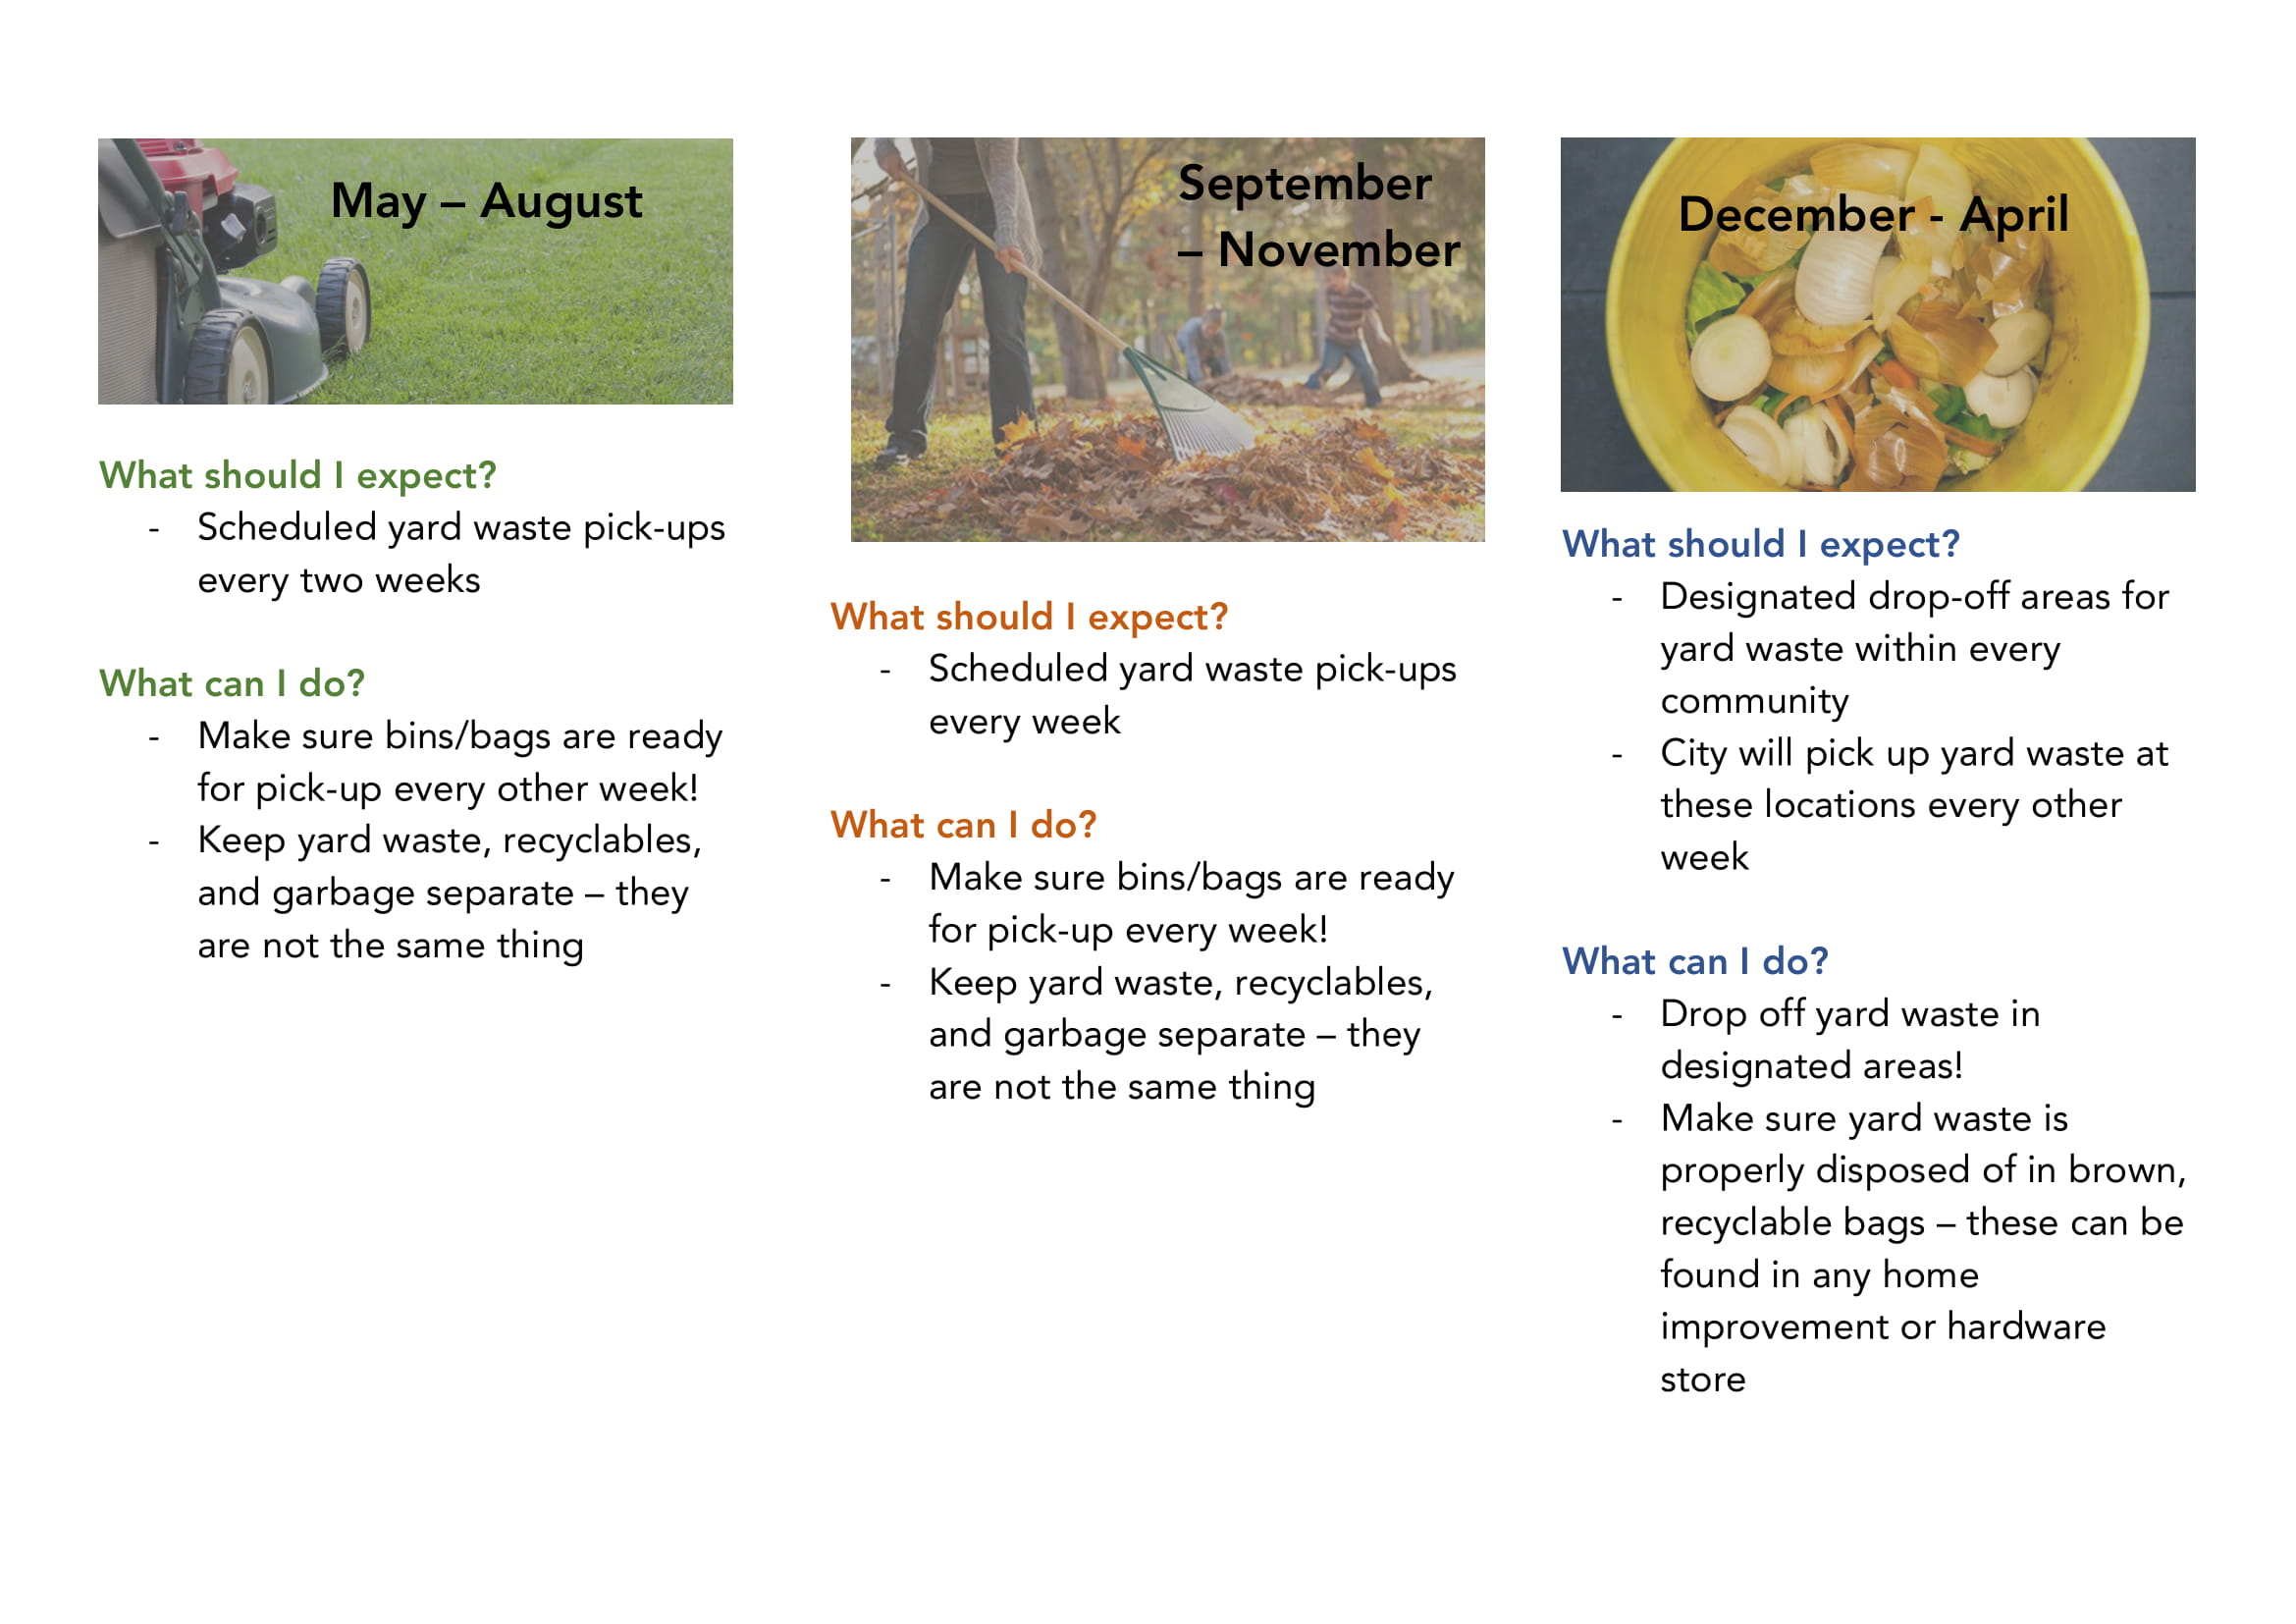 May – August
What should I expect?
- Scheduled yard waste pick-ups
every two weeks
What can I do?
- Make sure bins/bags are ready
for pick-up every other week!
- Keep yard waste, recyclables,
and garbage separate – they
are not the same thing
September
– November
What should I expect?
- Scheduled yard waste pick-ups
every week
What can I do?
- Make sure bins/bags are ready
for pick-up every week!
- Keep yard waste, recyclables,
and garbage separate – they
are not the same thing
December - April
What should I expect?
- Designated drop-off areas for
yard waste within every
community
- City will pick up yard waste at
these locations every other
week
What can I do?
- Drop off yard waste in
designated areas!
- Make sure yard waste is
properly disposed of in brown,
recyclable bags – these can be
found in any home
improvement or hardware
store